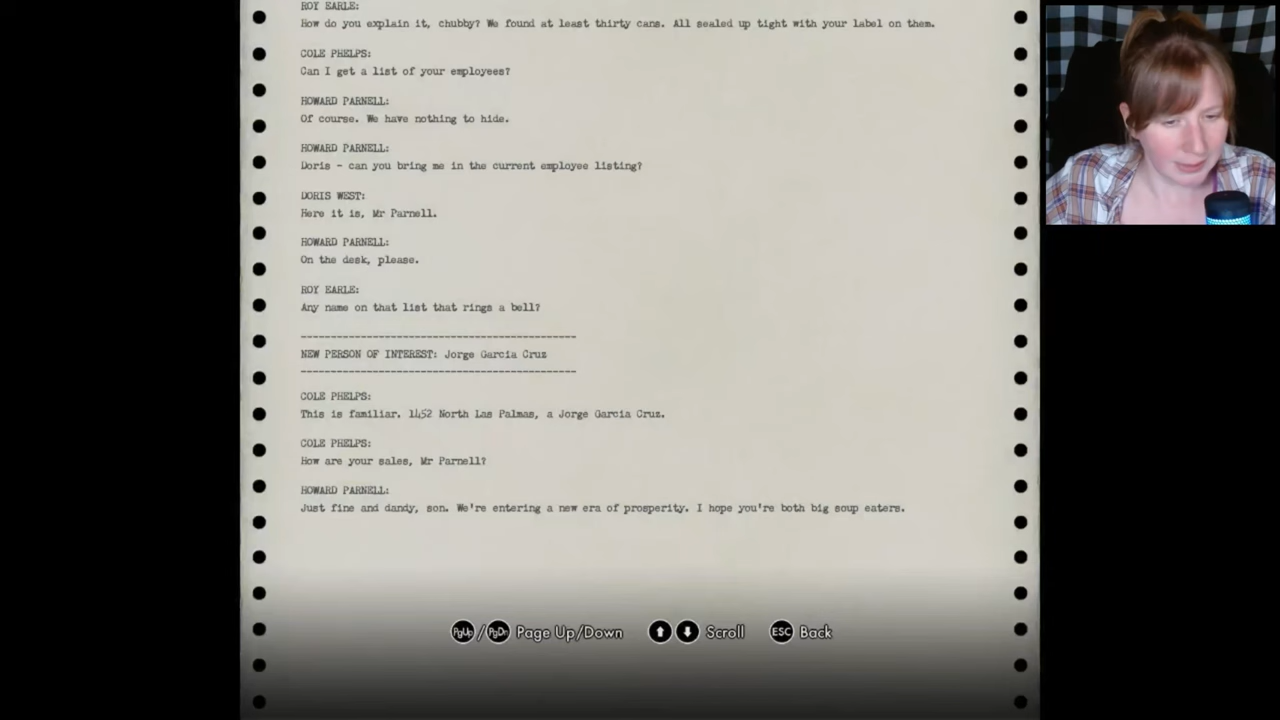 ROY EARLE:
How do you explain it, chubby? We found at least thirty cans. All sealed up tight with your label on them.
COLE PHELPS:
Can I get a list of your employees?
HOWARD PARNELL:
Of course. We have nothing to hide.
HOWARD PARNELL:
Doris - can you bring me in the current employee listing?
DORIS WEST:
Here it is, Mr Parnell.
HOWARD PARNELL:
On the desk, please.
ROY EARLE:
Any name on that list that rings a bell?
----------------------------------------------
NEW PERSON OF INTEREST: Jorge Garcia Cruz
----------------------------------------------
COLE PHELPS:
This is familiar. 1452 North Las Palmas, a Jorge Garcia Cruz.
COLE PHELPS:
How are your sales, Mr Parnell?
HOWARD PARNELL:
Just fine and dandy, son. We're entering a new era of prosperity. I hope you're both big soup eaters.
PgUp / PgDn Page Up/Down ↑ ↓ Scroll ESC Back